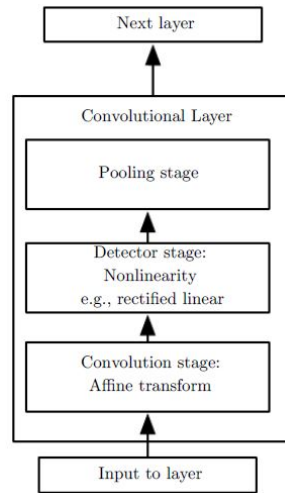 Next layer
Convolutional Layer
Pooling stage
Detector stage:
Nonlinearity
e.g., rectified linear
Convolution stage:
Affine transform
Input to layer